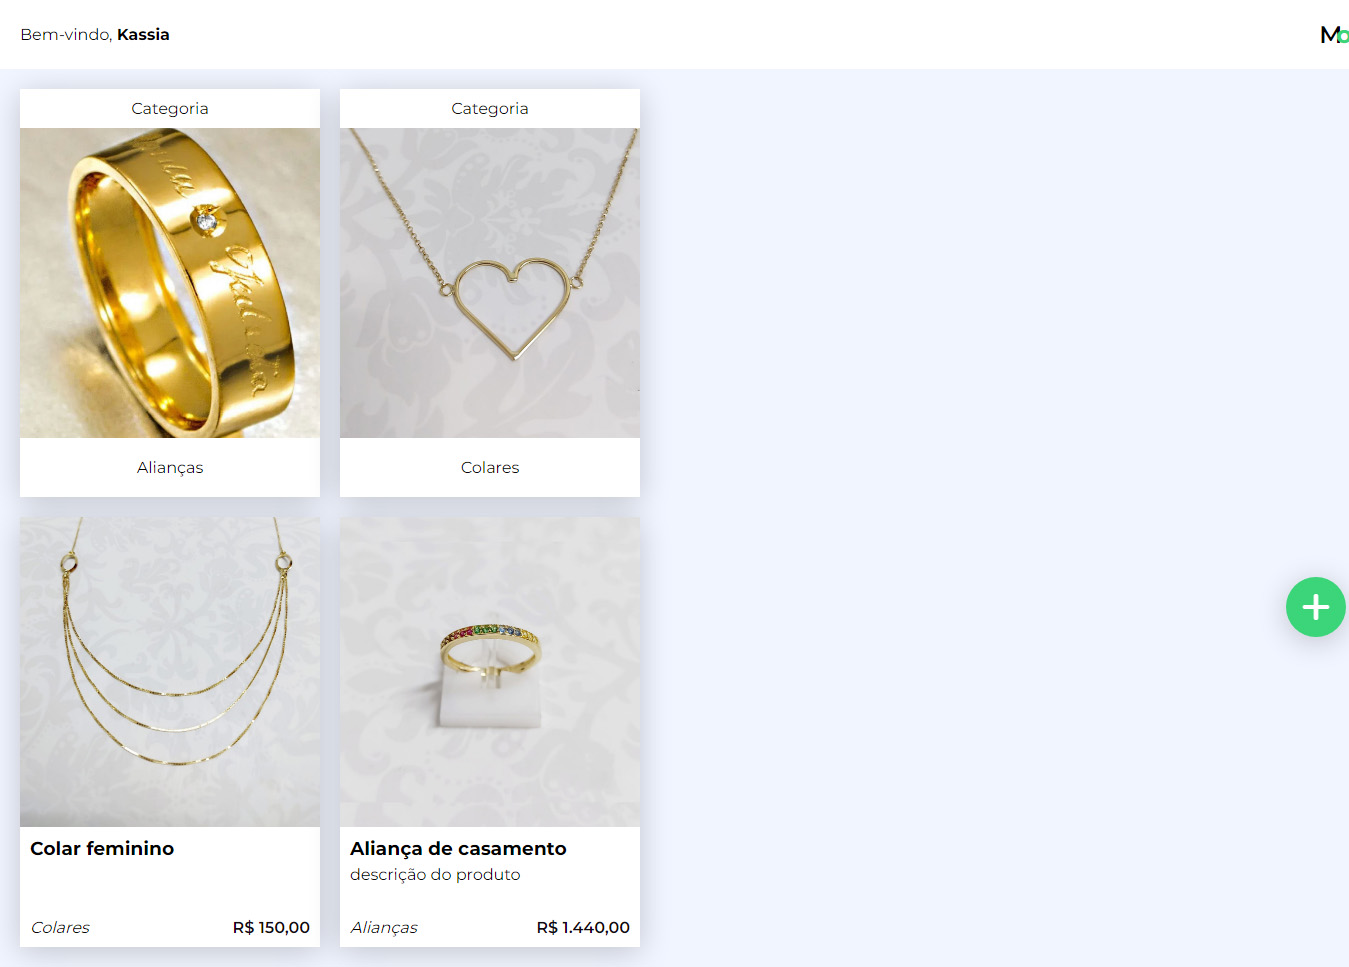 Bem-vindo, Kassia
Mo
Categoria
Categoria
Alianças
Colares
Colar feminino
Colares
R$ 150,00
Aliança de casamento
descrição do produto
Alianças
R$ 1.440,00